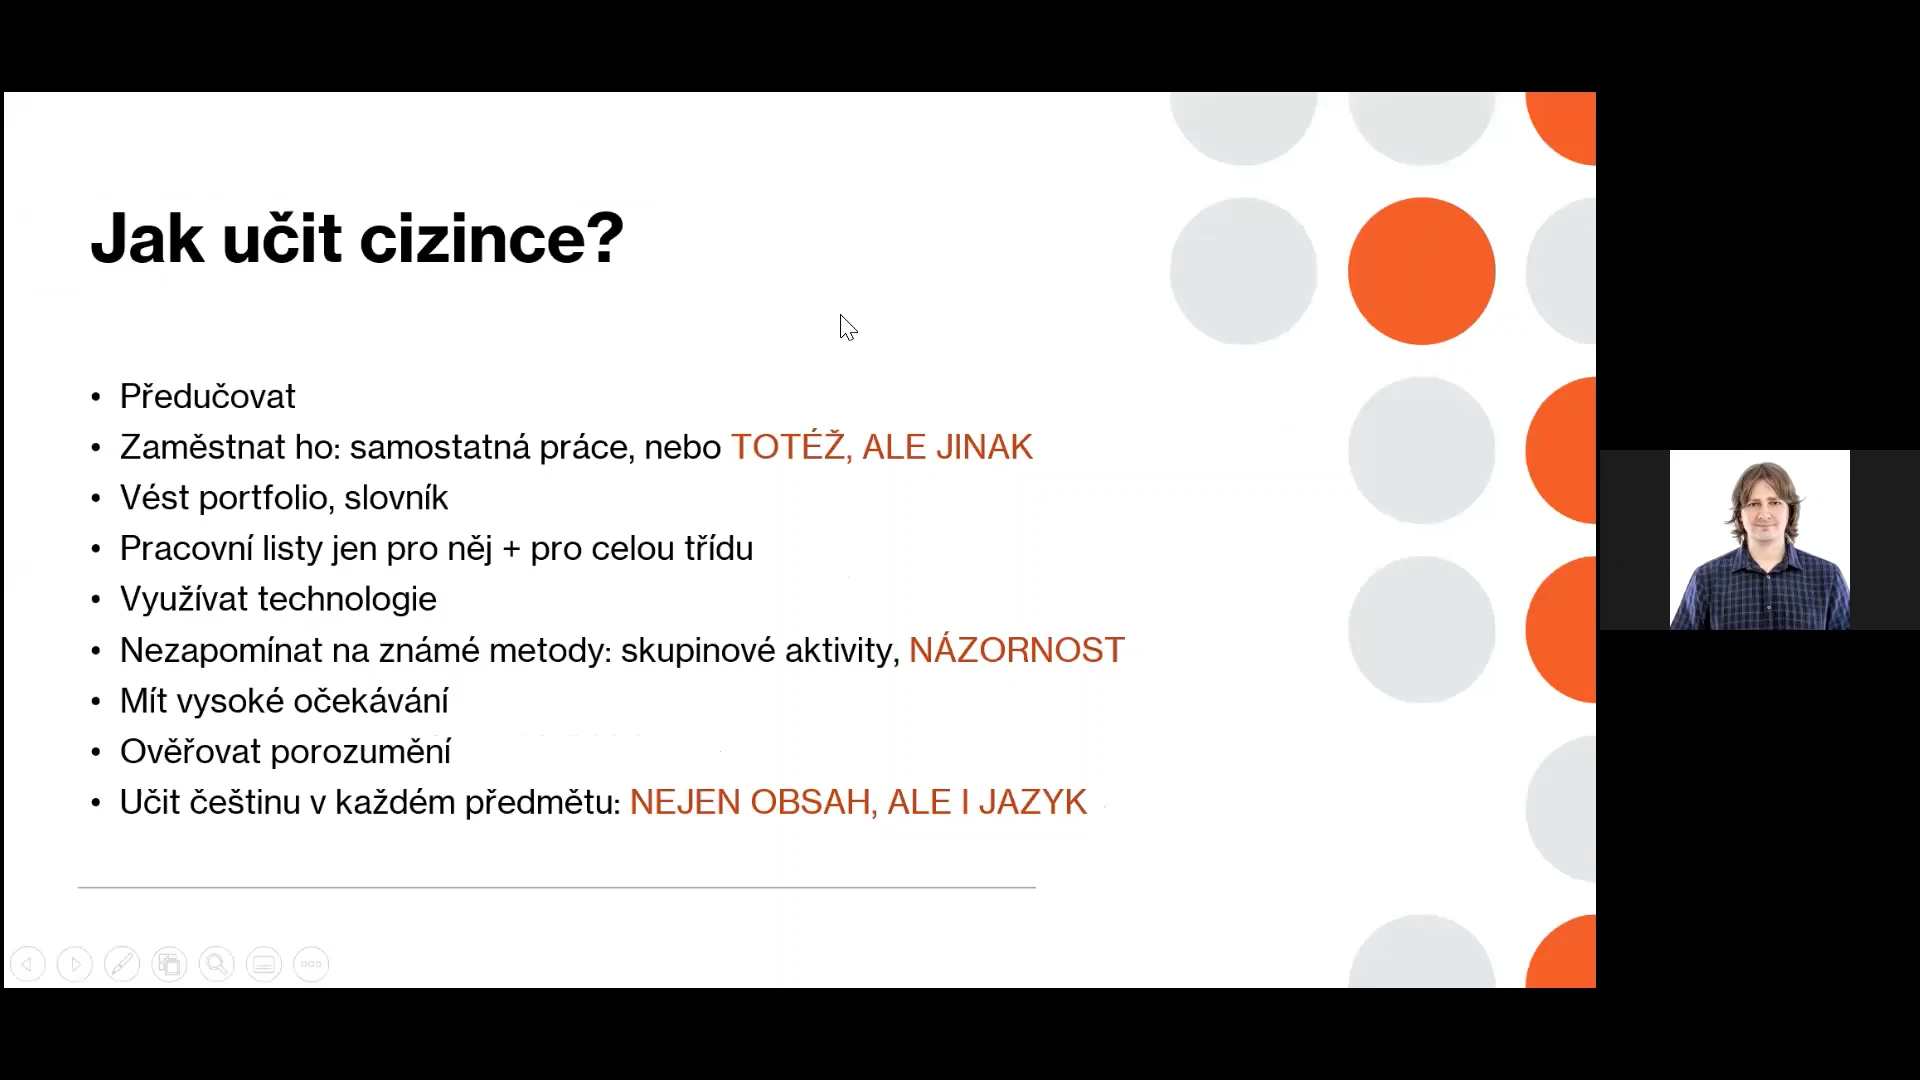 Jak učit cizince?
• Předučovat
• Zaměstnat ho: samostatná práce, nebo TOTÉŽ, ALE JINAK
• Vést portfolio, slovník
• Pracovní listy jen pro něj + pro celou třídu
• Využívat technologie
• Nezapomínat na známé metody: skupinové aktivity, NÁZORNOST
• Mít vysoké očekávání
• Ověřovat porozumění
• Učit češtinu v každém předmětu: NEJEN OBSAH, ALE I JAZYK